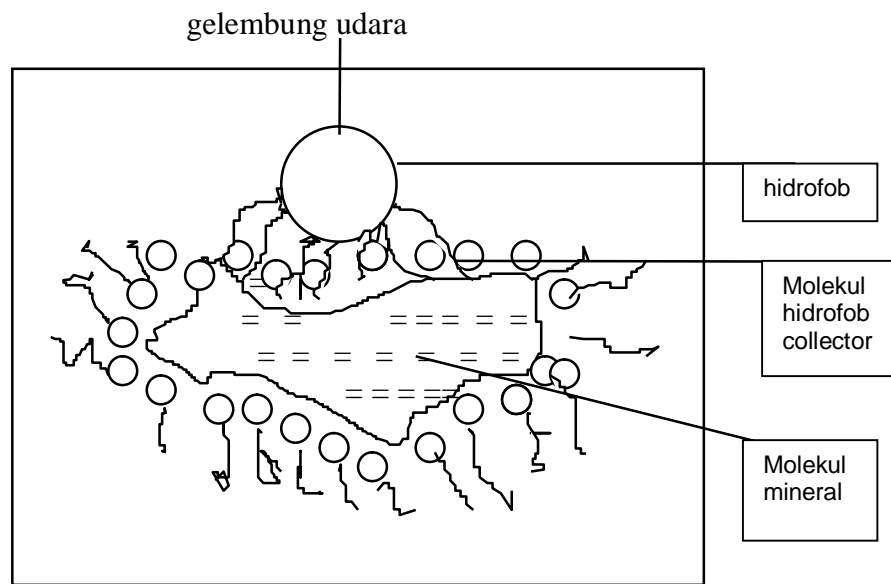 gelembung udara
hidrofob
Molekul
hidrofob
collector
Molekul
mineral